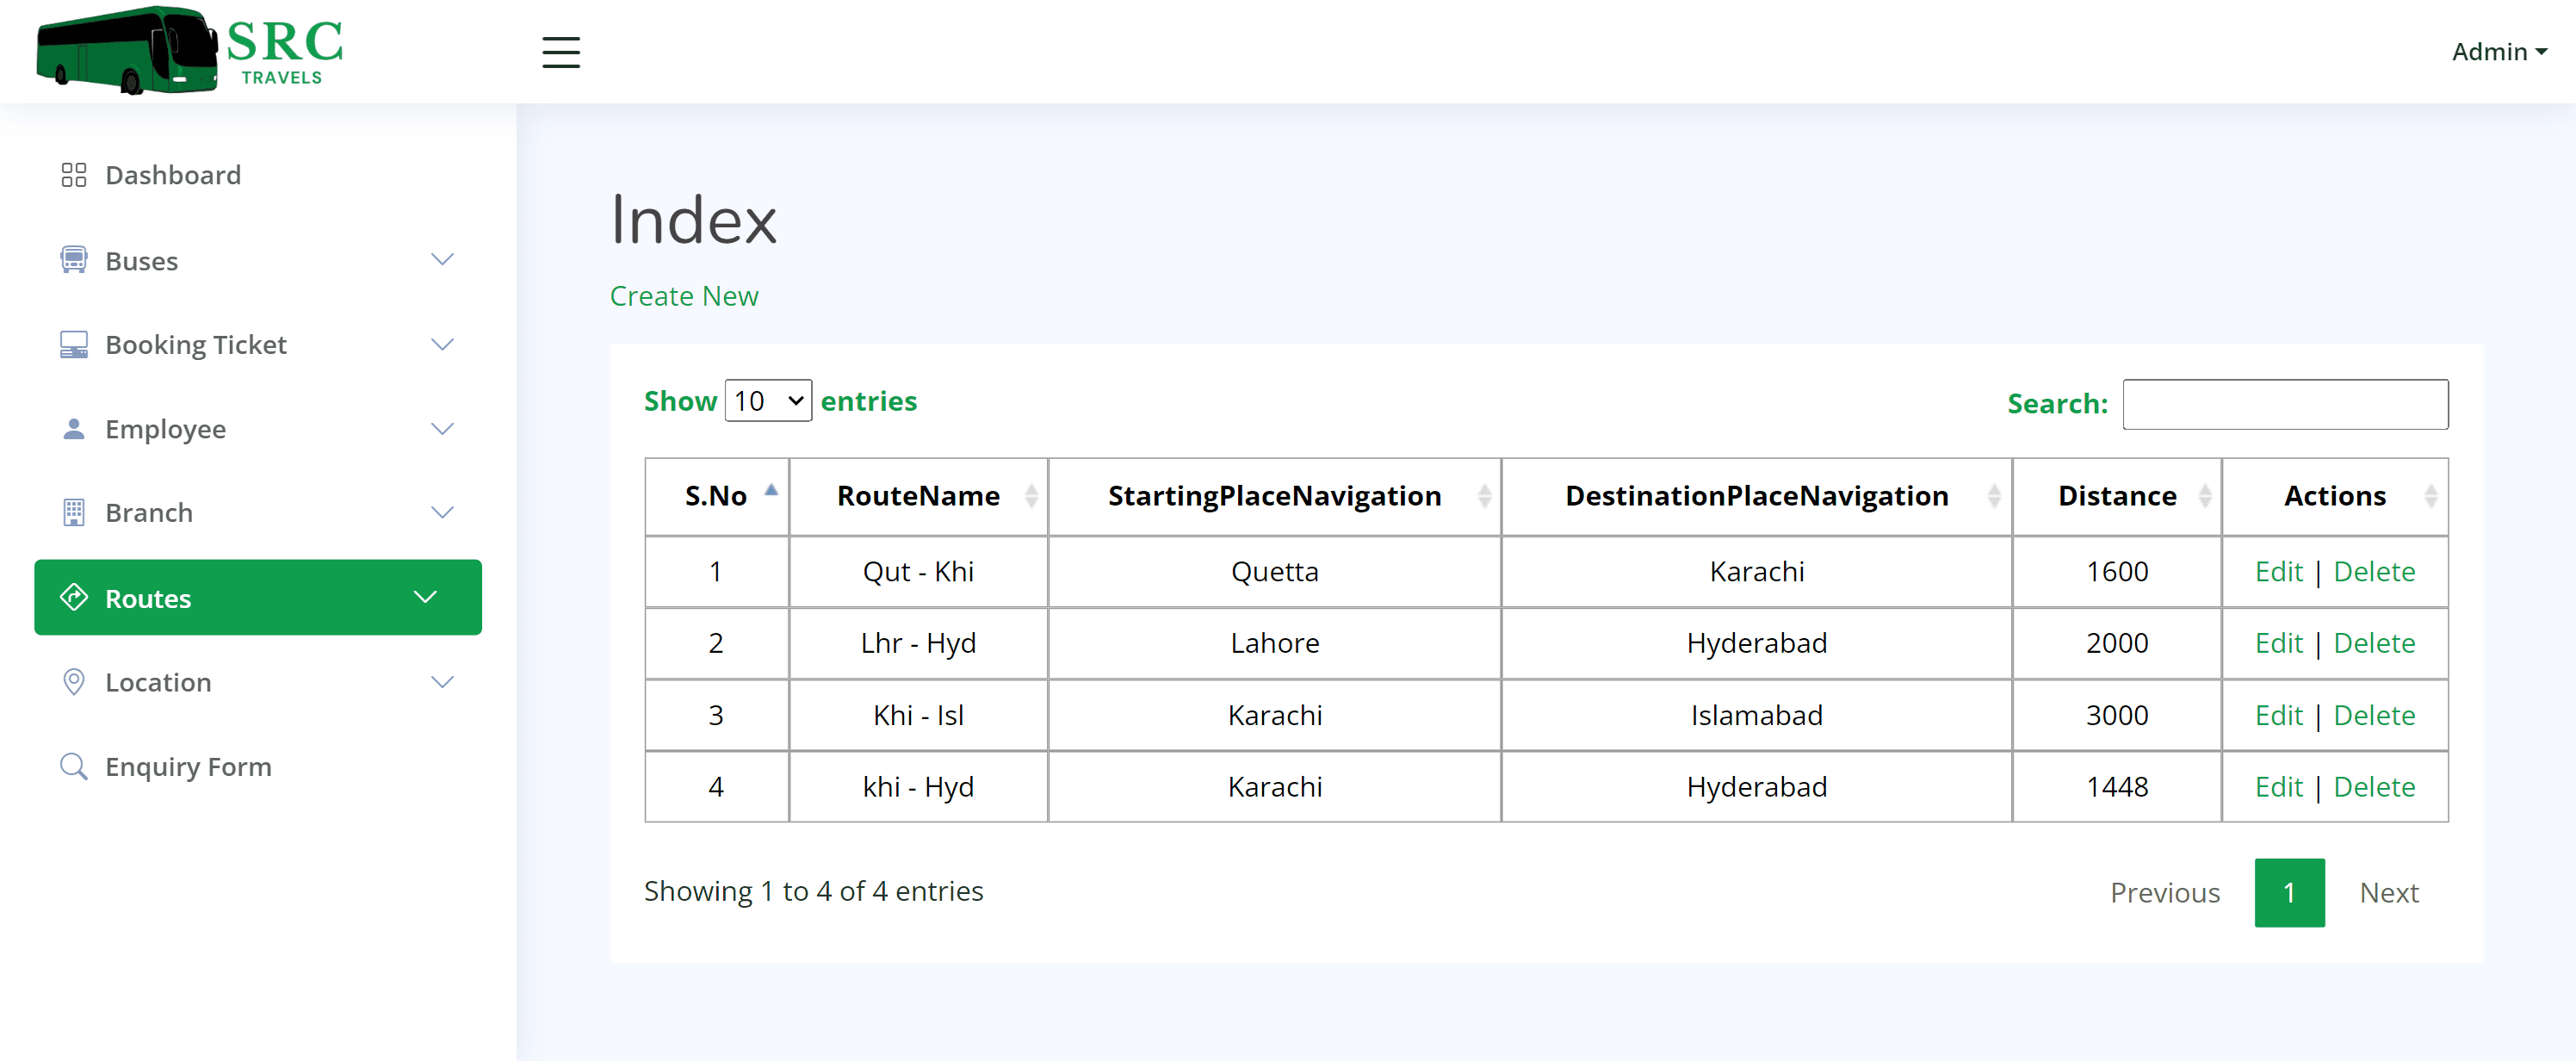 SRC
TRAVELS
Admin
Dashboard
Buses
Booking Ticket
Employee
Branch
Routes
Location
Enquiry Form
Index
Create New
Show 10 entries
Search:
S.No RouteName StartingPlaceNavigation DestinationPlaceNavigation Distance Actions
1 Qut - Khi Quetta Karachi 1600 Edit | Delete
2 Lhr - Hyd Lahore Hyderabad 2000 Edit | Delete
3 Khi - Isl Karachi Islamabad 3000 Edit | Delete
4 khi - Hyd Karachi Hyderabad 1448 Edit | Delete
Showing 1 to 4 of 4 entries
Previous 1 Next